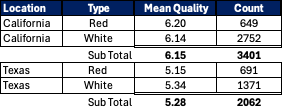 Location Type Mean Quality Count
California Red 6.20 649
California White 6.14 2752
Sub Total 6.15 3401
Texas Red 5.15 691
Texas White 5.34 1371
Sub Total 5.28 2062